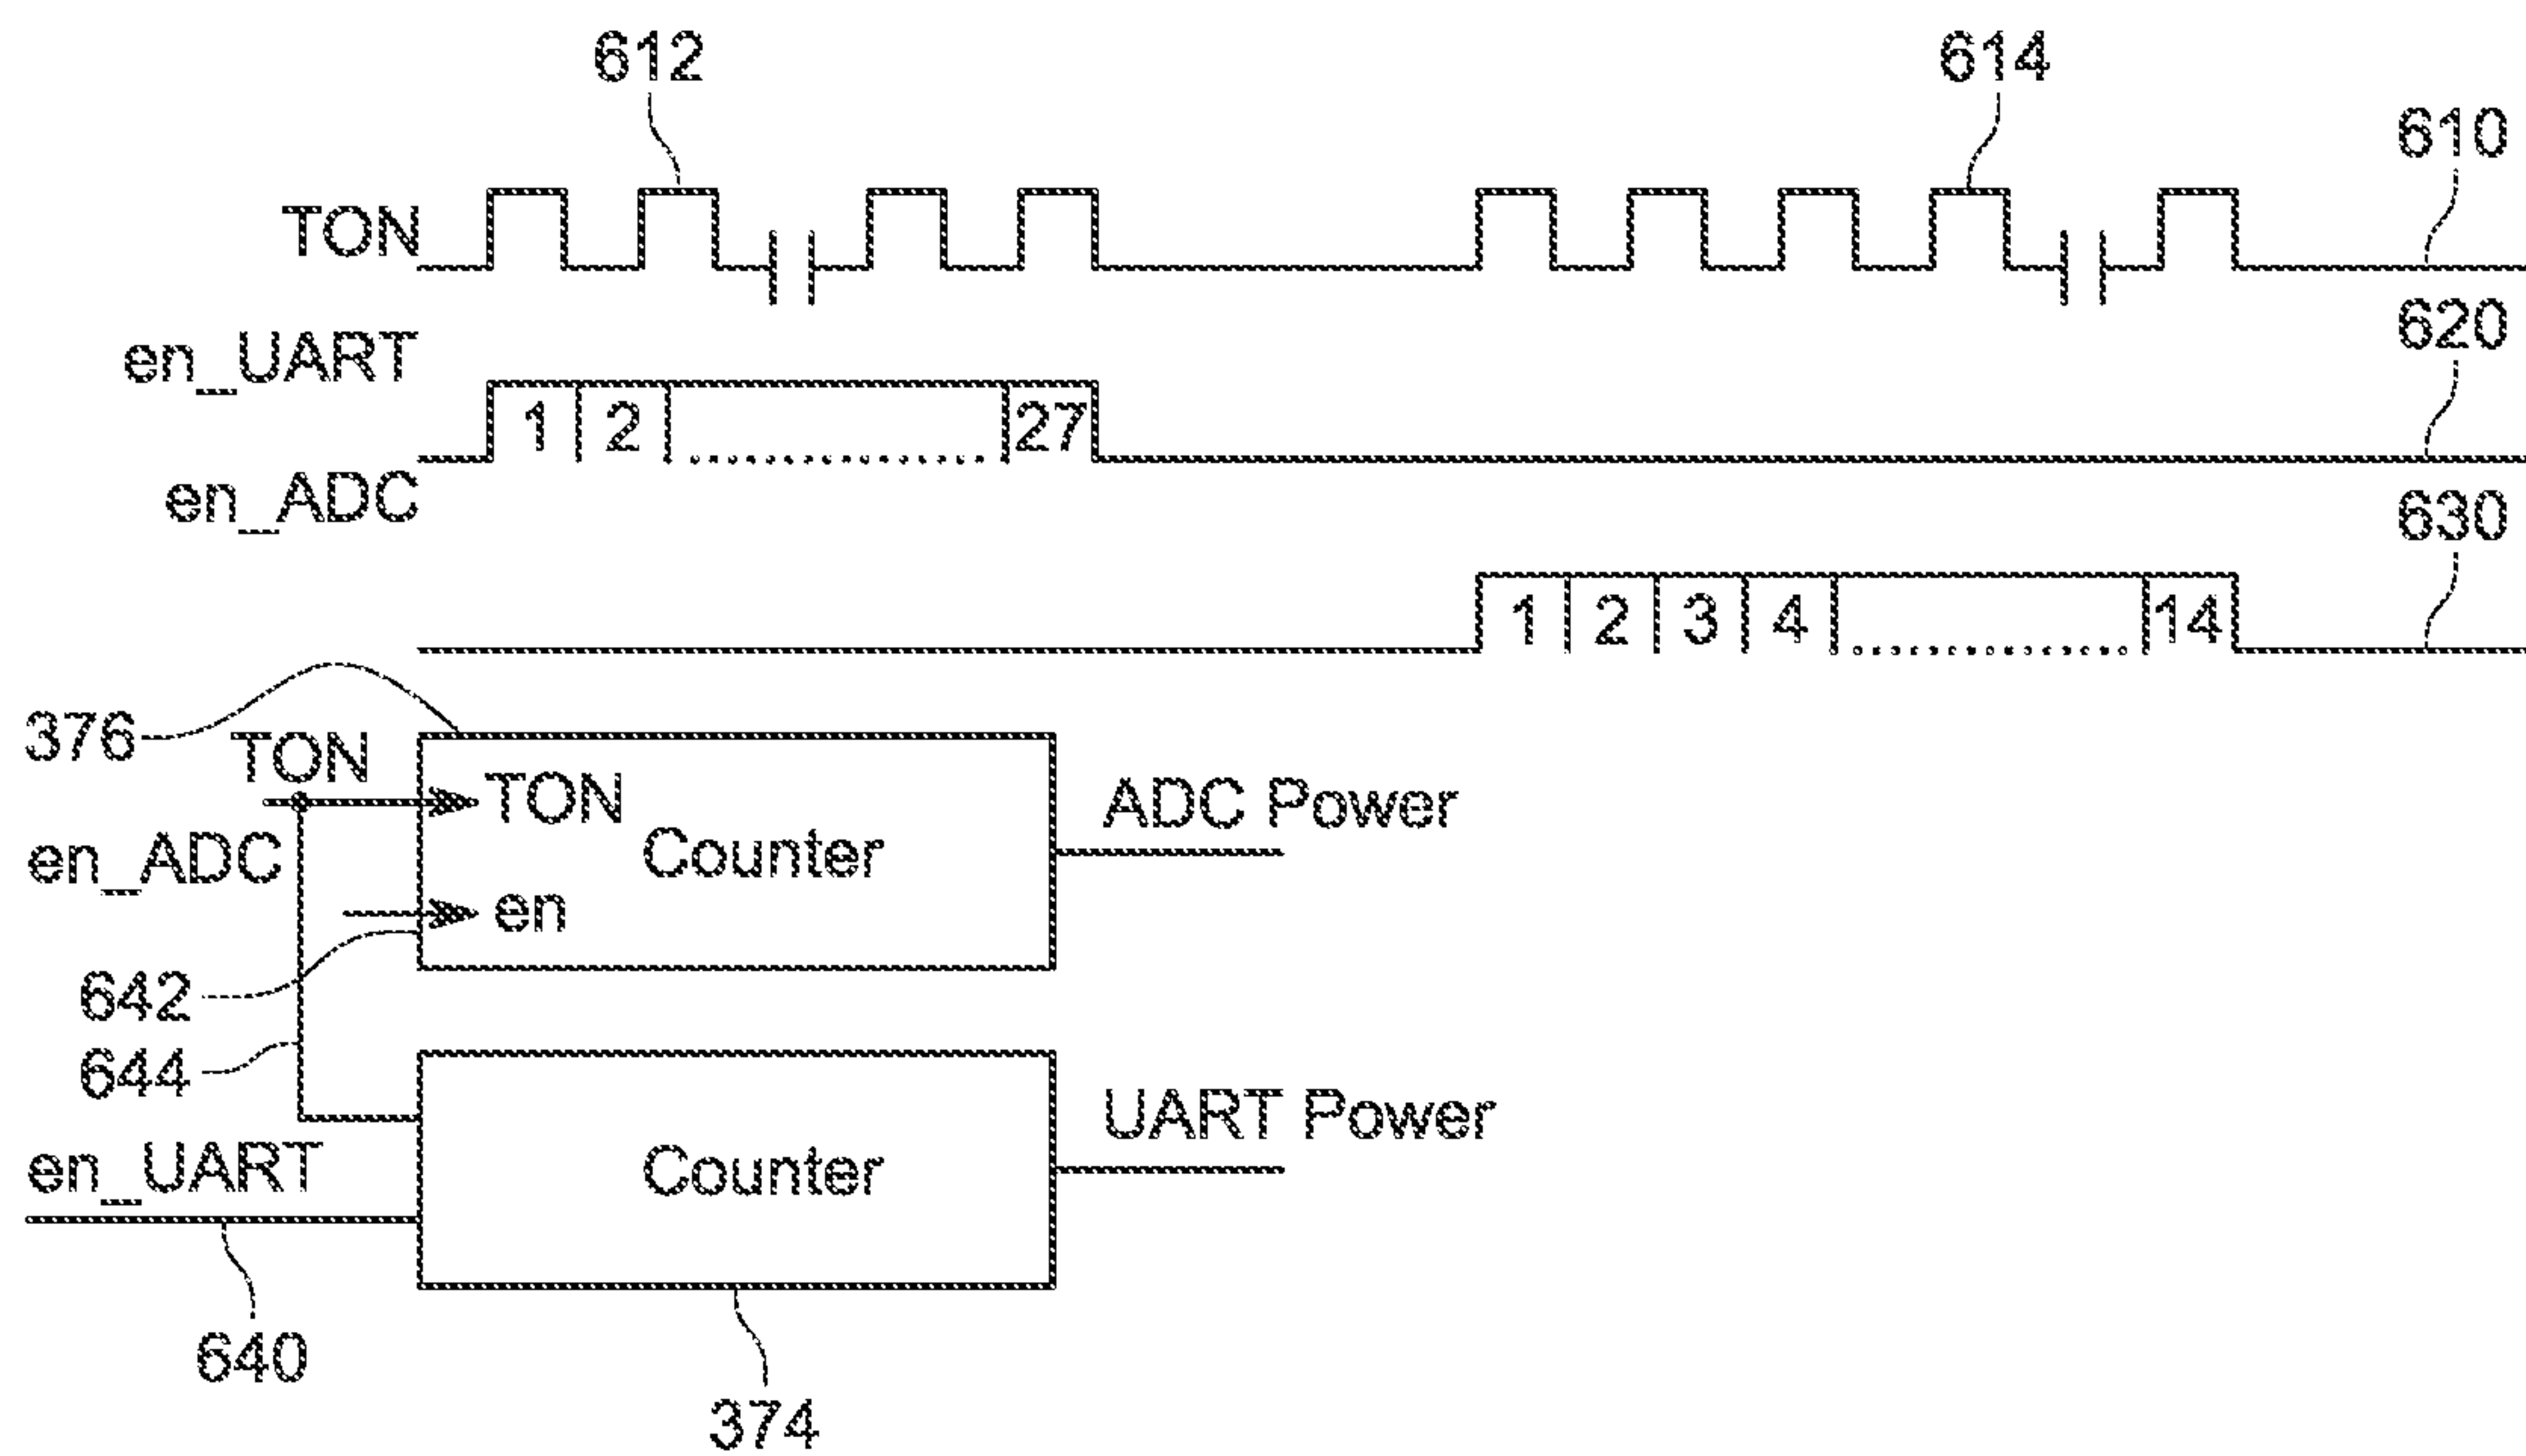 612 614
610
TON
620
en_UART
1 2 27
en_ADC
630
1 2 3 4 14
376 TON
TON ADC Power
en_ADC Counter
en
642
644
UART Power
en_UART Counter
640
374